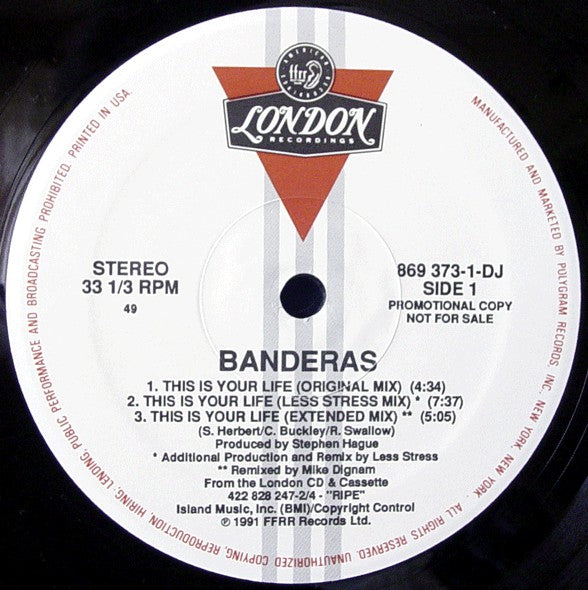 AMERICAN
ffrr
RECORDINGS
LONDON
RECORDINGS
STEREO
33 1/3 RPM
49
869 373-1-DJ
SIDE 1
PROMOTIONAL COPY
NOT FOR SALE
BANDERAS
1. THIS IS YOUR LIFE (ORIGINAL MIX) (4:34)
2. THIS IS YOUR LIFE (LESS STRESS MIX) * (7:37)
3. THIS IS YOUR LIFE (EXTENDED MIX) ** (5:05)
(S. Herbert/C. Buckley/R. Swallow)
Produced by Stephen Hague
* Additional Production and Remix by Less Stress
** Remixed by Mike Dignam
From the London CD & Cassette
422 828 247-2/4 - "RIPE"
Island Music, Inc. (BMI)/Copyright Control
℗ 1991 FFRR Records Ltd.
MANUFACTURED AND MARKETED BY POLYGRAM RECORDS, INC. NEW YORK, NEW YORK. - ALL RIGHTS RESERVED. UNAUTHORIZED COPYING, REPRODUCTION HIRING, LENDING, PUBLIC PERFORMANCE AND BROADCASTING PROHIBITED. PRINTED IN USA.